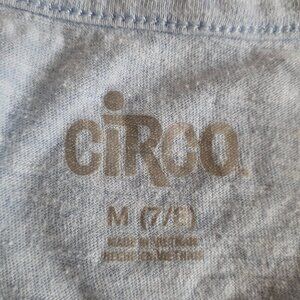 CiRCO.
M (7/8)
MADE IN VIETNAM
HECHO EN VIETNAM